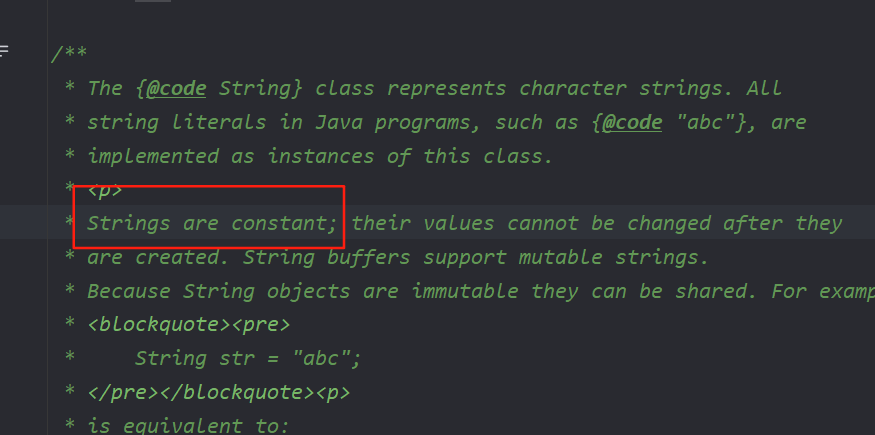 /**
* The {@code String} class represents character strings. All
* string literals in Java programs, such as {@code "abc"}, are
* implemented as instances of this class.
* <p>
* Strings are constant; their values cannot be changed after they
* are created. String buffers support mutable strings.
* Because String objects are immutable they can be shared. For examp
* <blockquote><pre>
*     String str = "abc";
* </pre></blockquote><p>
* is equivalent to: